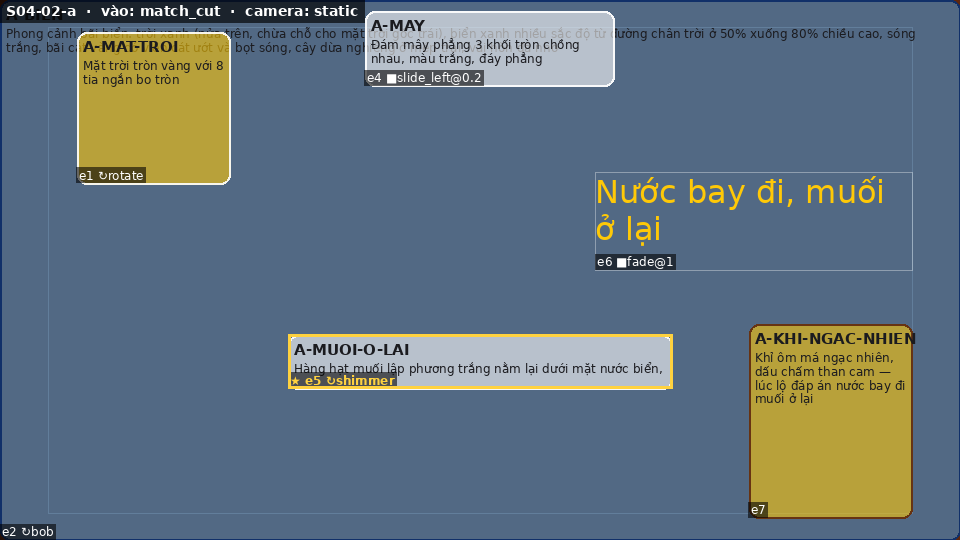 S04-02-a · vào: match_cut · camera: static
A-BIEN
Phong cảnh bãi biển: trời xanh (nửa trên, chừa chỗ cho mặt trời góc trái), biển xanh nhiều sắc độ từ đường chân trời ở 50% xuống 80% chiều cao, sóng
trắng, bãi cát
ướt và bọt sóng, cây dừa
A-MAT-TROI
Mặt trời tròn vàng với 8
tia ngắn bo tròn
e1 ↻rotate
A-MAY
Đám mây phẳng 3 khối tròn chồng
nhau, màu trắng, đáy phẳng
e4 ■slide_left@0.2
Nước bay đi, muối
ở lại
e6 ■fade@1
A-MUOI-O-LAI
Hàng hạt muối lập phương trắng nằm lại dưới mặt nước biển,
★ e5 ↻shimmer
A-KHI-NGAC-NHIEN
Khỉ ôm má ngạc nhiên,
dấu chấm than cam —
lúc lộ đáp án nước bay đi
muối ở lại
e7
e2 ↻bob